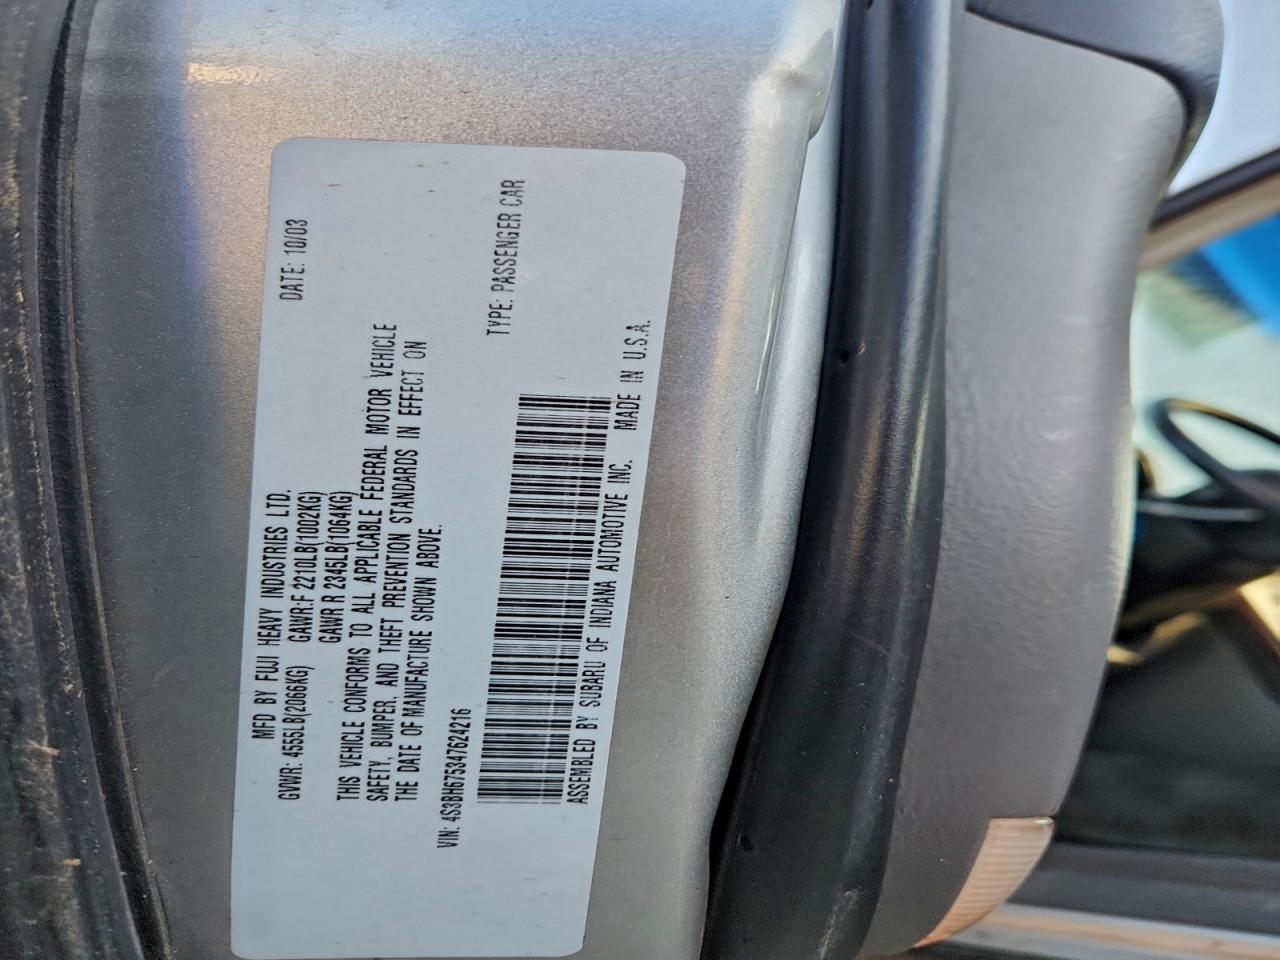 MFD BY FUJI HEAVY INDUSTRIES LTD. DATE: 10/03
GVWR: 4555LB(2066KG) GAWR:F 2210LB(1002KG)
GAWR R 2345LB(1064KG)
THIS VEHICLE CONFORMS TO ALL APPLICABLE FEDERAL MOTOR VEHICLE
SAFETY, BUMPER, AND THEFT PREVENTION STANDARDS IN EFFECT ON
THE DATE OF MANUFACTURE SHOWN ABOVE.
VIN: 4S3BH675347624216 TYPE: PASSENGER CAR
ASSEMBLED BY SUBARU OF INDIANA AUTOMOTIVE INC. MADE IN U.S.A.